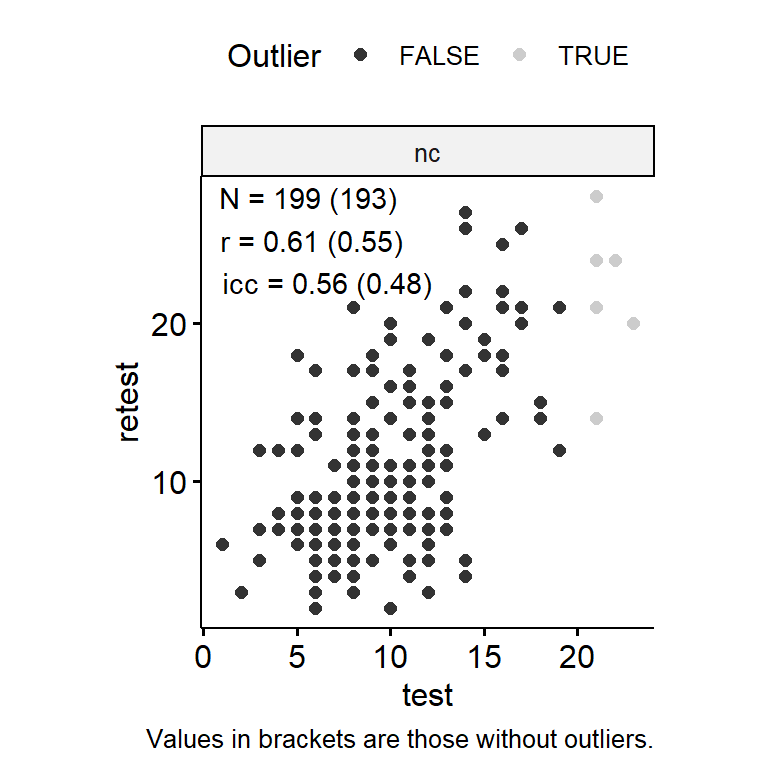 Outlier FALSE TRUE
nc
N = 199 (193)
r = 0.61 (0.55)
icc = 0.56 (0.48)
20
10
retest
0 5 10 15 20
test
Values in brackets are those without outliers.